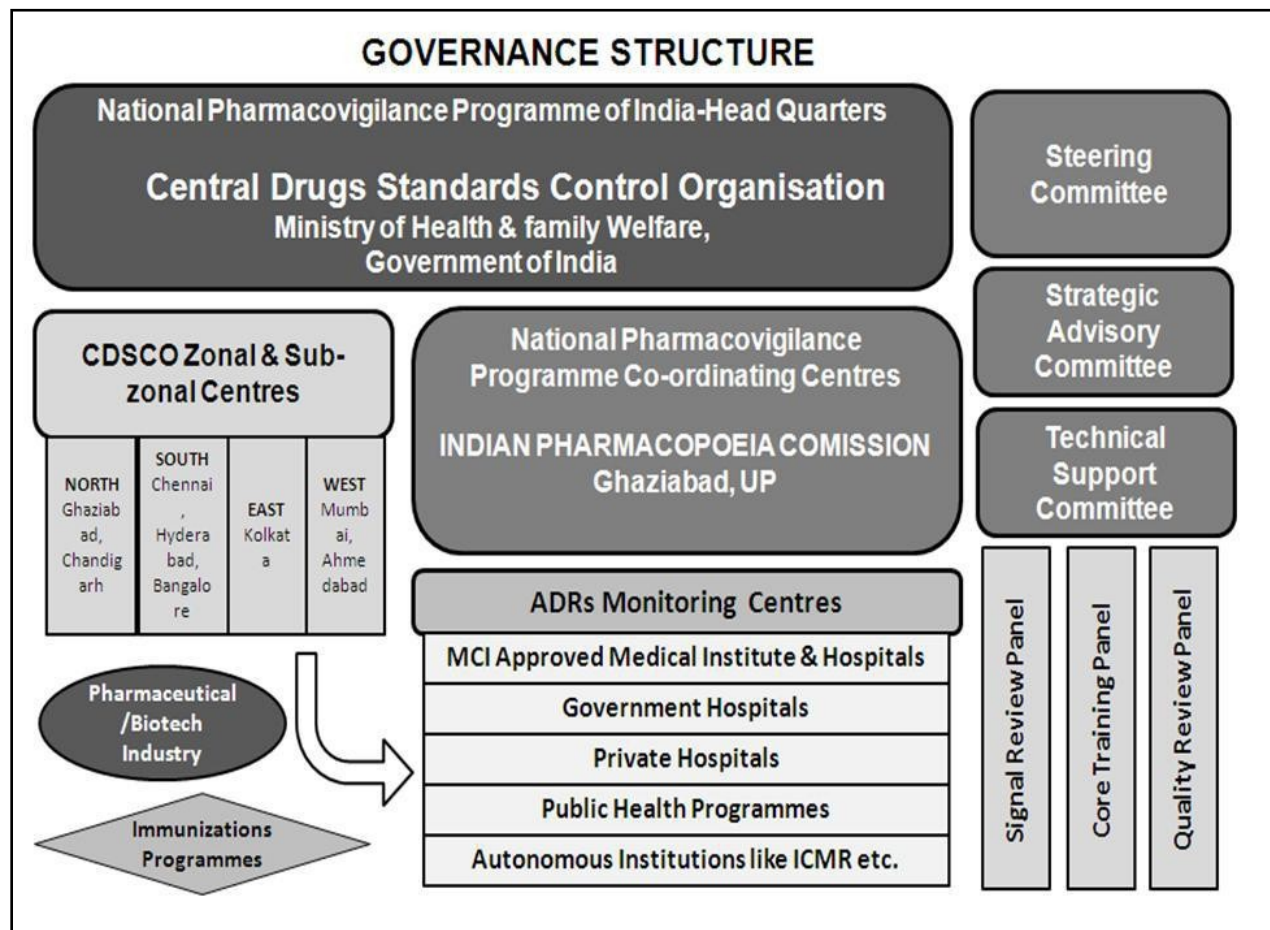 GOVERNANCE STRUCTURE
National Pharmacovigilance Programme of India-Head Quarters
Central Drugs Standards Control Organisation
Ministry of Health & family Welfare,
Government of India
Steering
Committee
Strategic
Advisory
Committee
Technical
Support
Committee
Signal Review Panel
Core Training Panel
Quality Review Panel
CDSCO Zonal & Sub-
zonal Centres
NORTH
Ghaziab
ad,
Chandig
arh
SOUTH
Chennai
,
Hydera
bad,
Bangalo
re
EAST
Kolkat
a
WEST
Mumb
ai,
Ahme
dabad
National Pharmacovigilance
Programme Co-ordinating Centres
INDIAN PHARMACOPOEIA COMISSION
Ghaziabad, UP
ADRs Monitoring Centres
MCI Approved Medical Institute & Hospitals
Government Hospitals
Private Hospitals
Public Health Programmes
Autonomous Institutions like ICMR etc.
Pharmaceutical
/Biotech
Industry
Immunizations
Programmes